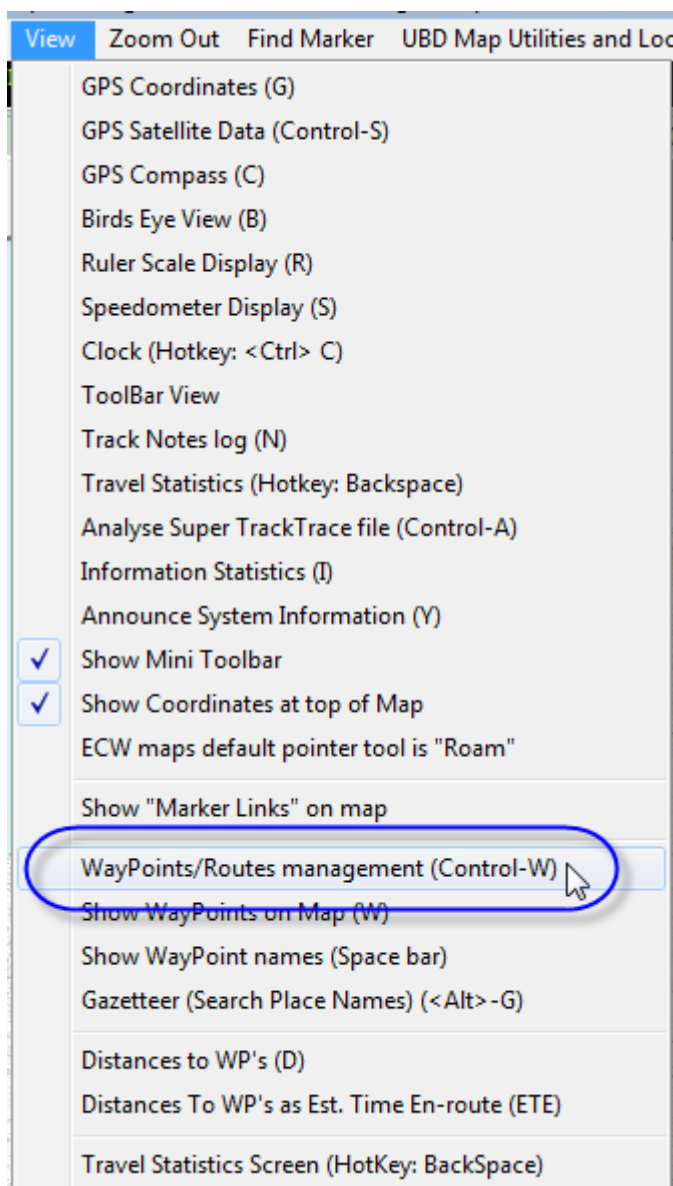 View Zoom Out Find Marker UBD Map Utilities and Loc
GPS Coordinates (G)
GPS Satellite Data (Control-S)
GPS Compass (C)
Birds Eye View (B)
Ruler Scale Display (R)
Speedometer Display (S)
Clock (Hotkey: <Ctrl> C)
ToolBar View
Track Notes log (N)
Travel Statistics (Hotkey: Backspace)
Analyse Super TrackTrace file (Control-A)
Information Statistics (I)
Announce System Information (Y)
Show Mini Toolbar
Show Coordinates at top of Map
ECW maps default pointer tool is "Roam"
Show "Marker Links" on map
WayPoints/Routes management (Control-W)
Show WayPoints on Map (W)
Show WayPoint names (Space bar)
Gazetteer (Search Place Names) (<Alt>-G)
Distances to WP's (D)
Distances To WP's as Est. Time En-route (ETE)
Travel Statistics Screen (HotKey: BackSpace)